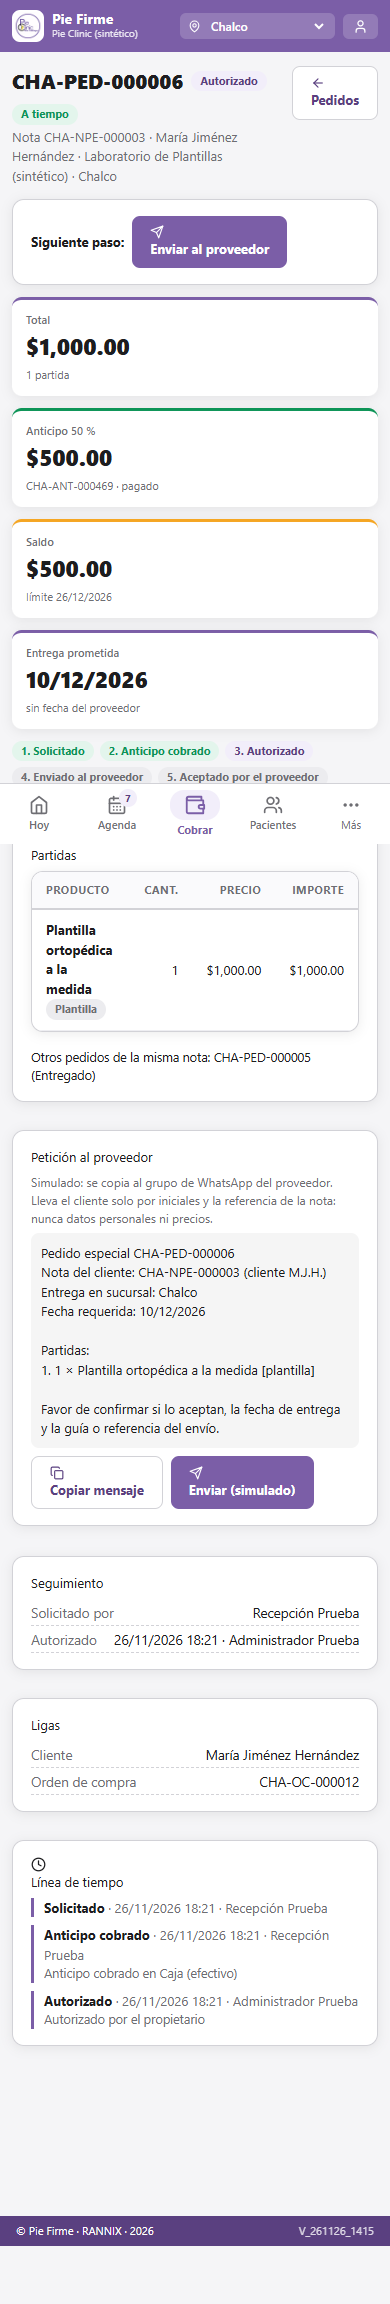 Pie Firme
Pie Clinic (sintético)
Chalco
CHA-PED-000006
Autorizado
A tiempo
Nota CHA-NPE-000003 · María Jiménez
Hernández · Laboratorio de Plantillas
(sintético) · Chalco
Pedidos
Siguiente paso:
Enviar al proveedor
Total
$1,000.00
1 partida
Anticipo 50 %
$500.00
CHA-ANT-000469 · pagado
Saldo
$500.00
límite 26/12/2026
Entrega prometida
10/12/2026
sin fecha del proveedor
1. Solicitado
2. Anticipo cobrado
3. Autorizado
4. Enviado al proveedor
5. Aceptado por el proveedor
Hoy
7
Agenda
Cobrar
Pacientes
Más
Partidas
PRODUCTO CANT. PRECIO IMPORTE
Plantilla
ortopédica
a la
medida
Plantilla
1 $1,000.00 $1,000.00
Otros pedidos de la misma nota: CHA-PED-000005
(Entregado)
Petición al proveedor
Simulado: se copia al grupo de WhatsApp del proveedor.
Lleva el cliente solo por iniciales y la referencia de la nota:
nunca datos personales ni precios.
Pedido especial CHA-PED-000006
Nota del cliente: CHA-NPE-000003 (cliente M.J.H.)
Entrega en sucursal: Chalco
Fecha requerida: 10/12/2026
Partidas:
1. 1 × Plantilla ortopédica a la medida [plantilla]
Favor de confirmar si lo aceptan, la fecha de entrega
y la guía o referencia del envío.
Copiar mensaje
Enviar (simulado)
Seguimiento
Solicitado por Recepción Prueba
Autorizado 26/11/2026 18:21 · Administrador Prueba
Ligas
Cliente María Jiménez Hernández
Orden de compra CHA-OC-000012
Línea de tiempo
Solicitado · 26/11/2026 18:21 · Recepción Prueba
Anticipo cobrado · 26/11/2026 18:21 · Recepción
Prueba
Anticipo cobrado en Caja (efectivo)
Autorizado · 26/11/2026 18:21 · Administrador Prueba
Autorizado por el propietario
© Pie Firme · RANNIX · 2026
V_261126_1415